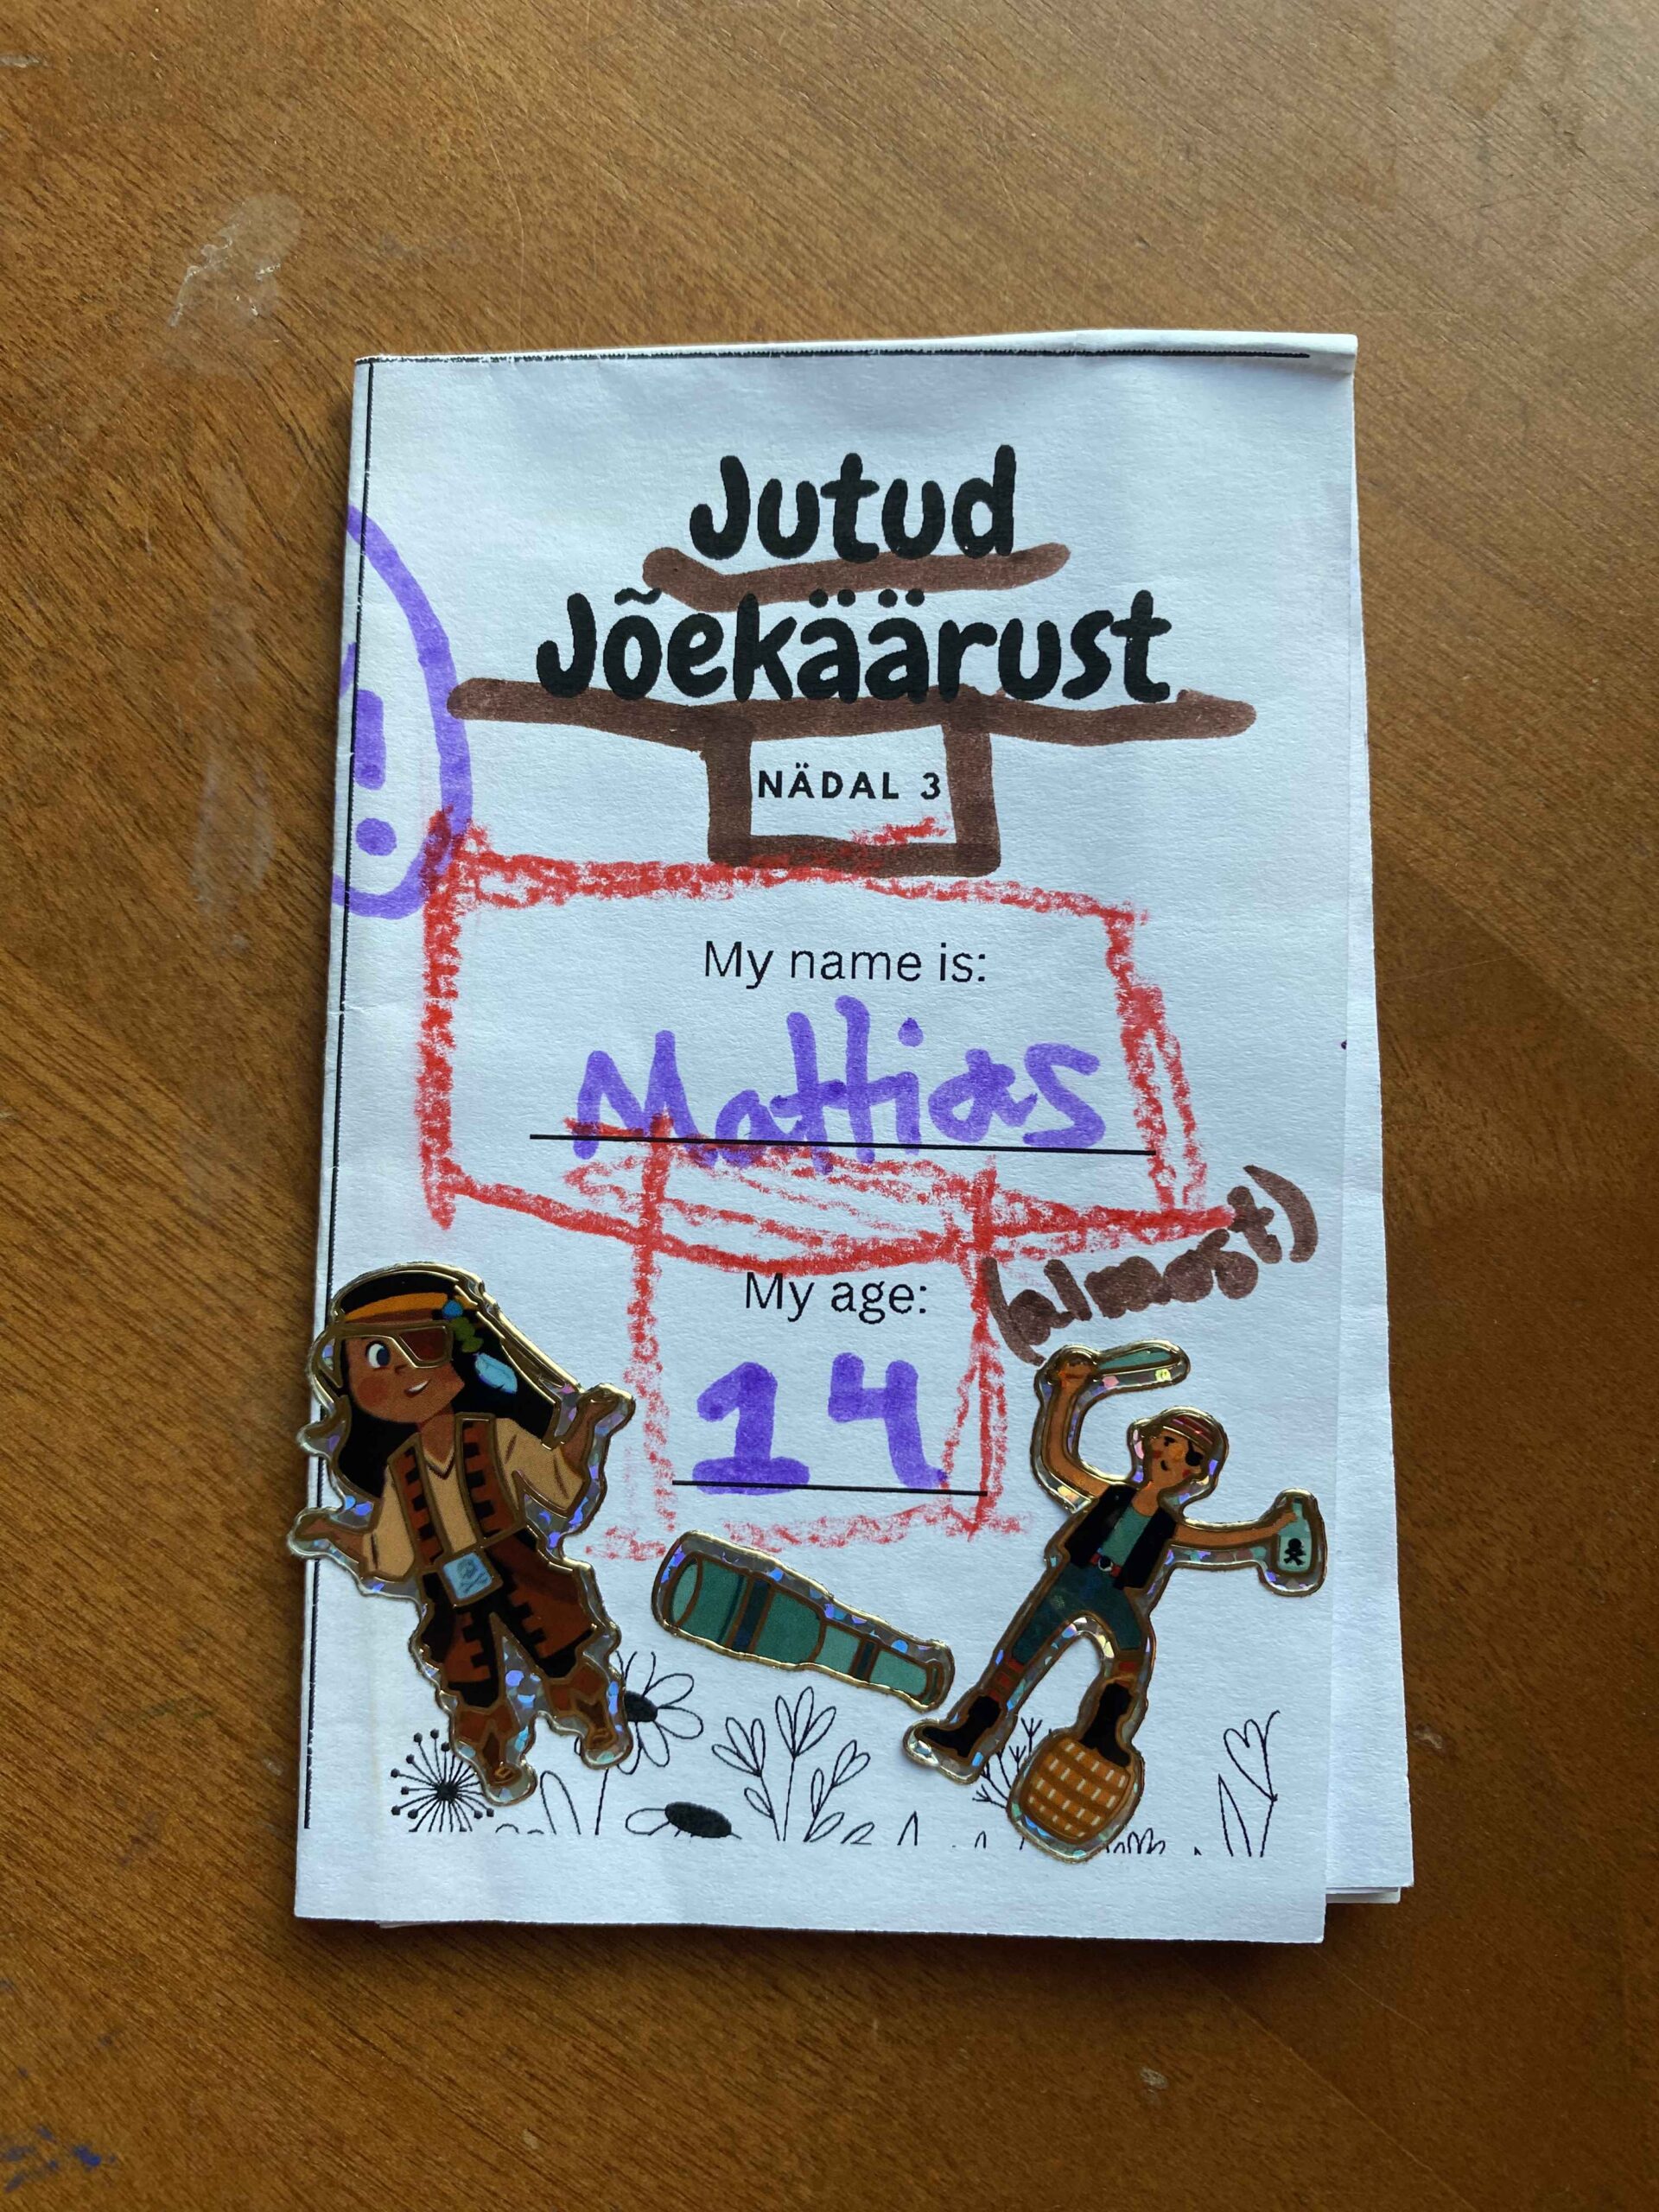 Jutud
Jõekäärust
NÄDAL 3
!
My name is:
Mattias
(almost)
My age:
14